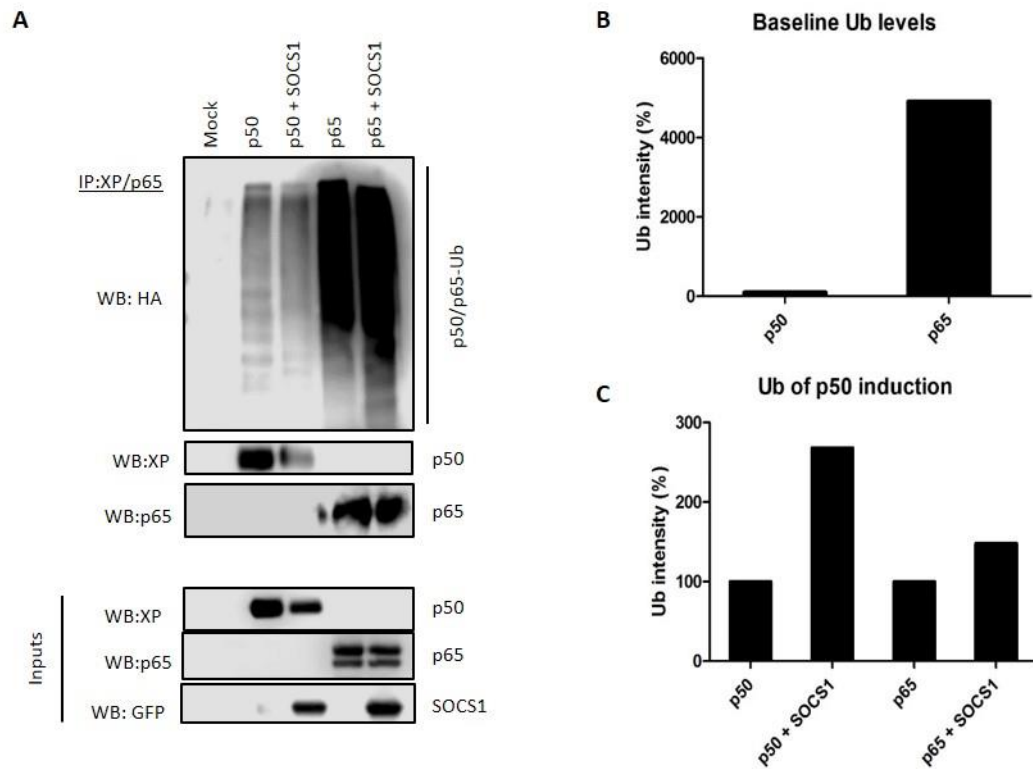 A
Mock
p50
p50 + SOCS1
p65
p65 + SOCS1
IP:XP/p65
WB: HA
p50/p65-Ub
WB:XP
p50
WB:p65
p65
Inputs
WB:XP
p50
WB:p65
p65
WB: GFP
SOCS1
B
Baseline Ub levels
Ub intensity (%)
6000
4000
2000
0
p50
p65
C
Ub of p50 induction
Ub intensity (%)
300
200
100
0
p50
p50 + SOCS1
p65
p65 + SOCS1